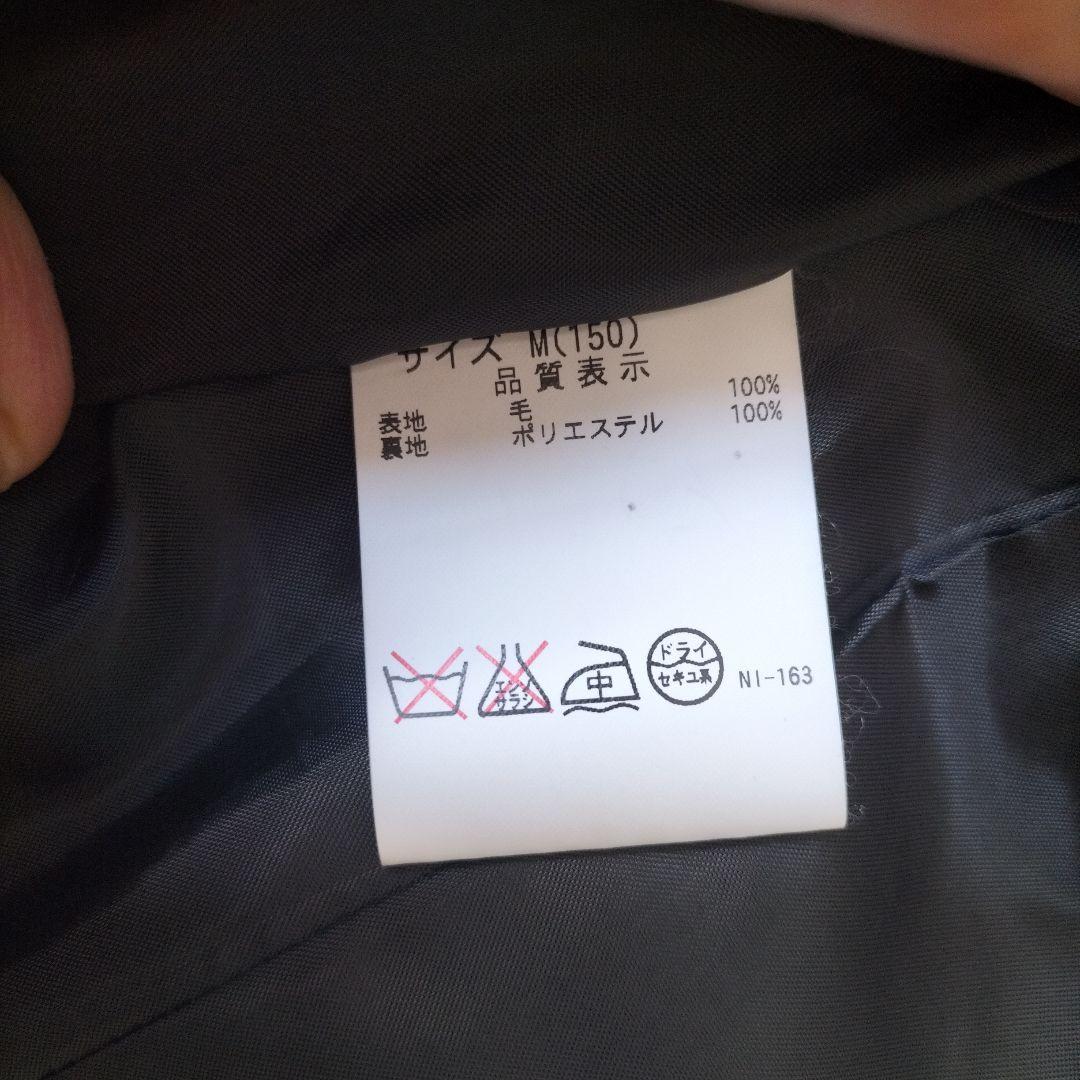 サイズ M(150)
品質表示
表地 毛 100%
裏地 ポリエステル 100%
エンソ
サラシ
中
ドライ
セキユ系
NI-163